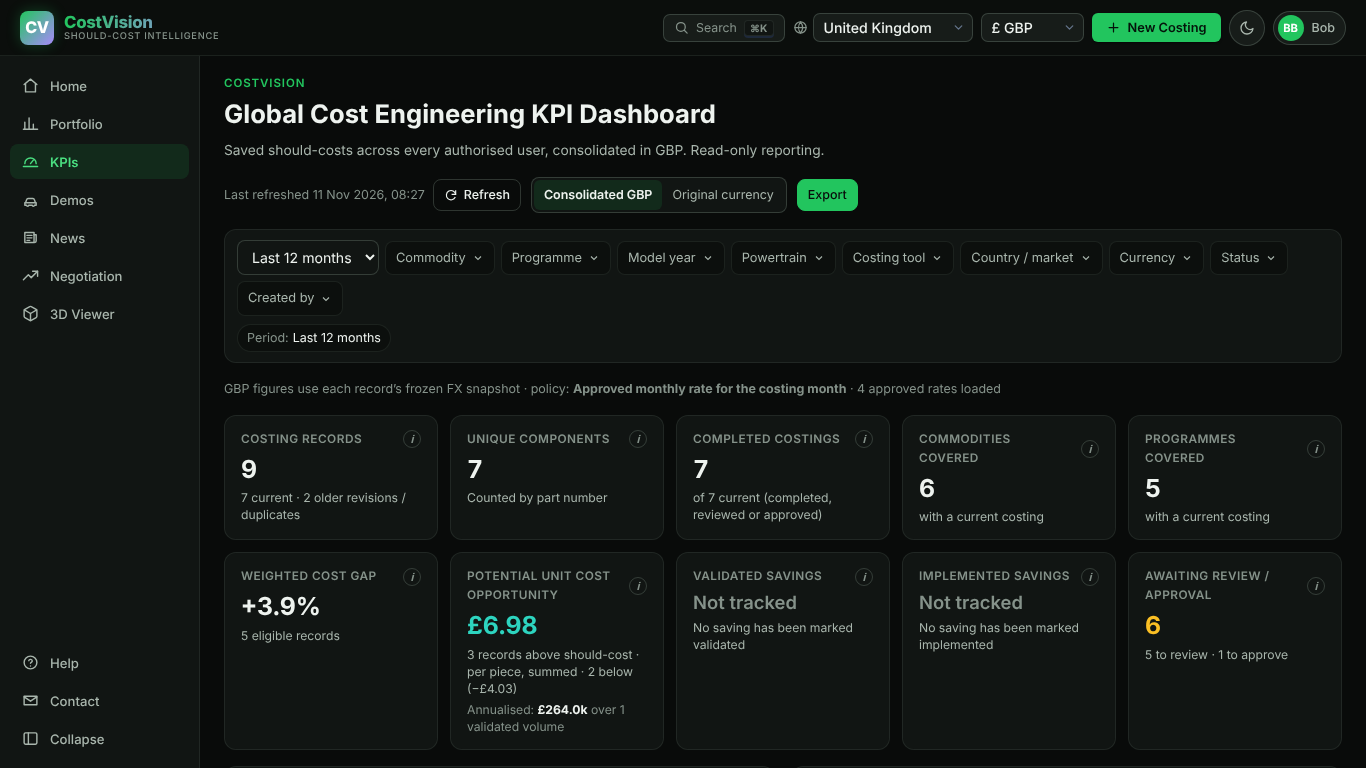 CV
CostVision
SHOULD-COST INTELLIGENCE
Search ⌘K
United Kingdom
£ GBP
+ New Costing
BB Bob
Home
Portfolio
KPIs
Demos
News
Negotiation
3D Viewer
Help
Contact
Collapse
COSTVISION
Global Cost Engineering KPI Dashboard
Saved should-costs across every authorised user, consolidated in GBP. Read-only reporting.
Last refreshed 11 Nov 2026, 08:27
Refresh
Consolidated GBP
Original currency
Export
Last 12 months
Commodity
Programme
Model year
Powertrain
Costing tool
Country / market
Currency
Status
Created by
Period: Last 12 months
GBP figures use each record’s frozen FX snapshot · policy: Approved monthly rate for the costing month · 4 approved rates loaded
COSTING RECORDS i
9
7 current · 2 older revisions /
duplicates
UNIQUE COMPONENTS i
7
Counted by part number
COMPLETED COSTINGS i
7
of 7 current (completed,
reviewed or approved)
COMMODITIES
COVERED i
6
with a current costing
PROGRAMMES
COVERED i
5
with a current costing
WEIGHTED COST GAP i
+3.9%
5 eligible records
POTENTIAL UNIT COST
OPPORTUNITY i
£6.98
3 records above should-cost ·
per piece, summed · 2 below
(−£4.03)
Annualised: £264.0k over 1
validated volume
VALIDATED SAVINGS i
Not tracked
No saving has been marked
validated
IMPLEMENTED SAVINGS i
Not tracked
No saving has been marked
implemented
AWAITING REVIEW /
APPROVAL i
6
5 to review · 1 to approve